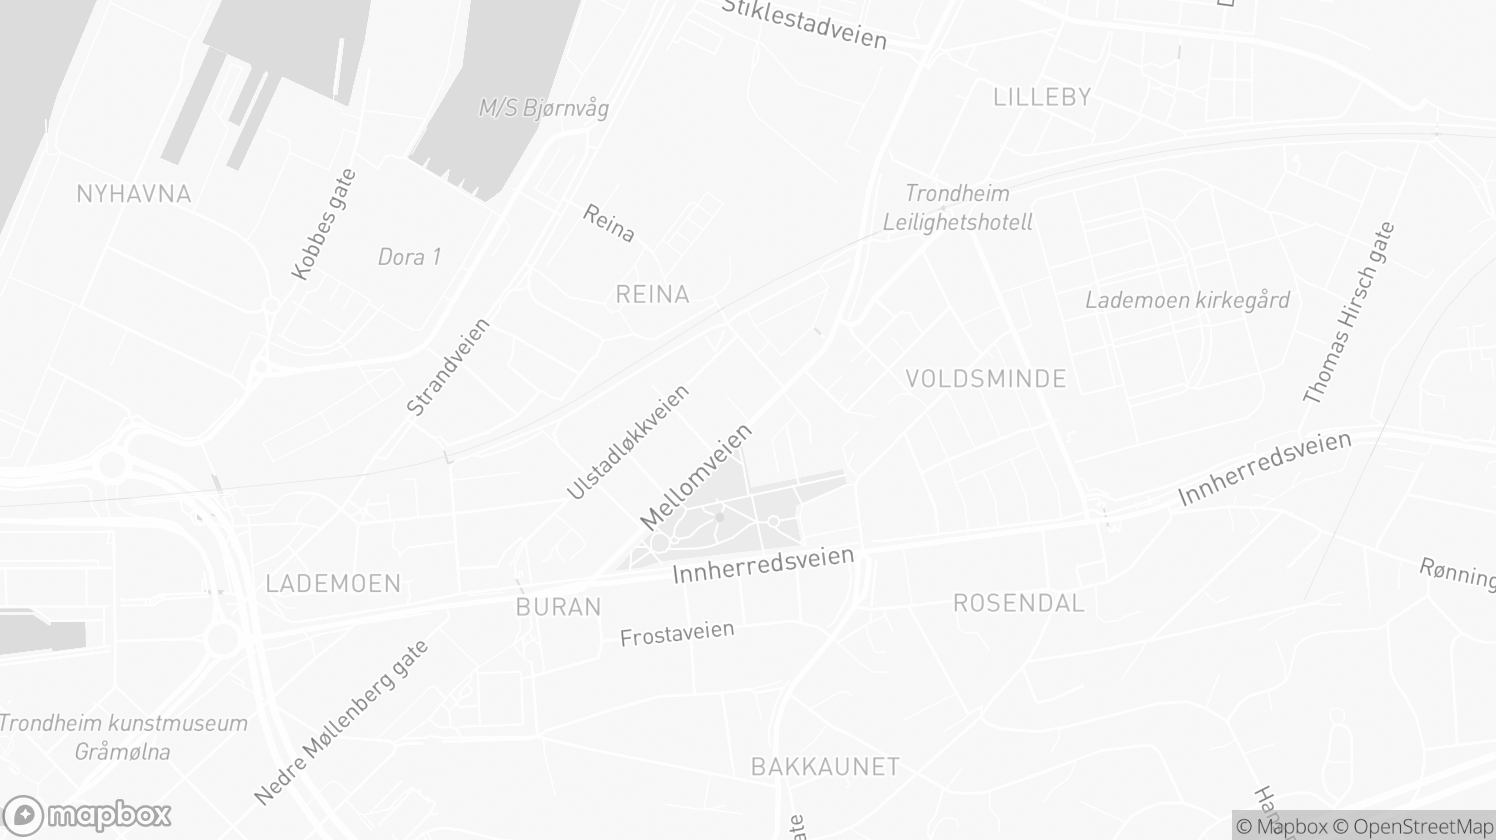 Stiklestadveien
LILLEBY
M/S Bjørnvåg
NYHAVNA
Kobbes gate
Reina
Trondheim
Leilighetshotell
Dora 1
REINA
Lademoen kirkegård
Thomas Hirsch gate
Strandveien
VOLDSMINDE
Ulstadløkkveien
Mellomveien
Innherredsveien
Innherredsveien
LADEMOEN
BURAN
Rønning
ROSENDAL
Frostaveien
Nedre Møllenberg gate
Trondheim kunstmuseum
Gråmølna
BAKKAUNET
mapbox
© Mapbox © OpenStreetMap